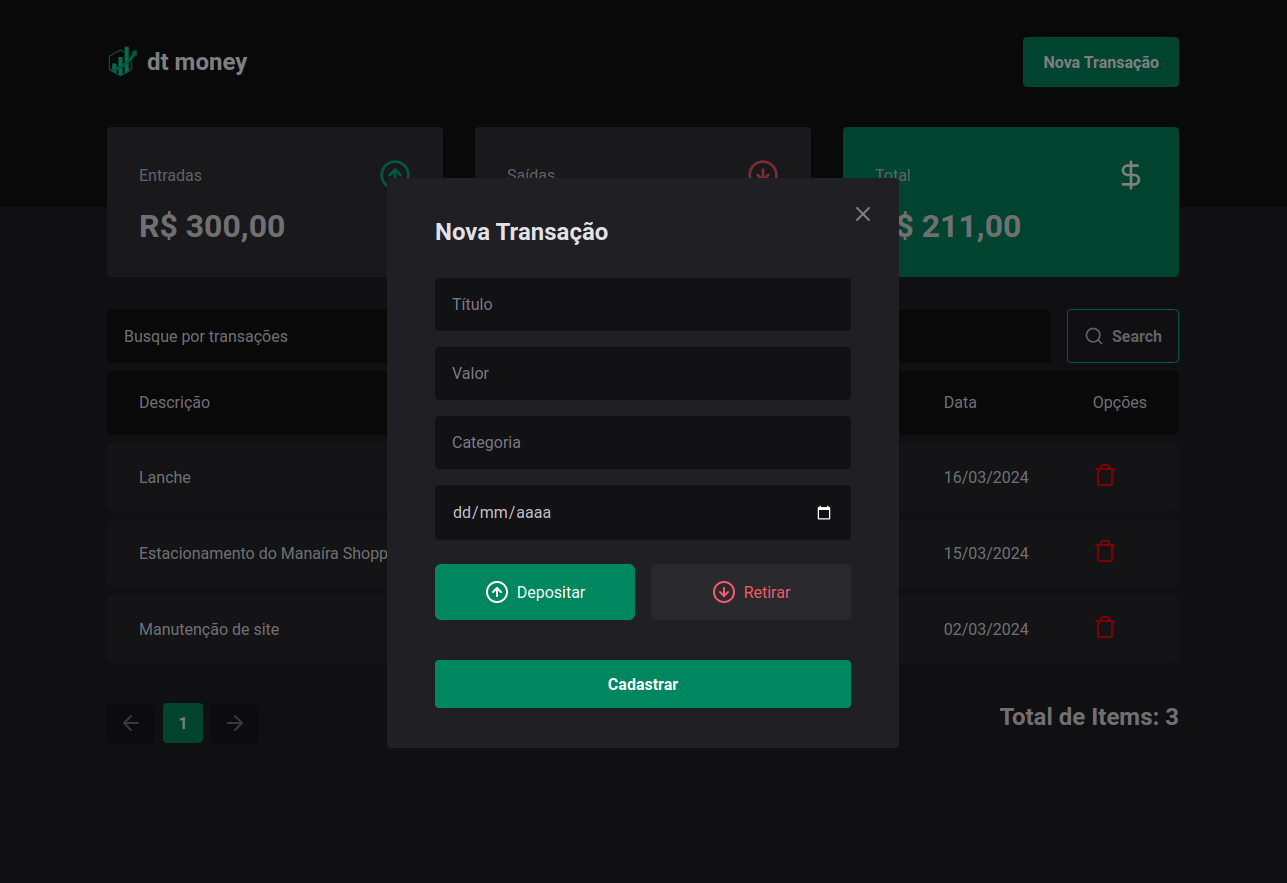 dt money
Nova Transação
Entradas
R$ 300,00
Saídas
Total
$ 211,00
Nova Transação
Título
Valor
Categoria
dd/mm/aaaa
Depositar
Retirar
Cadastrar
Busque por transações
Search
Descrição
Data
Opções
Lanche
16/03/2024
Estacionamento do Manaíra Shopp
15/03/2024
Manutenção de site
02/03/2024
1
Total de Items: 3